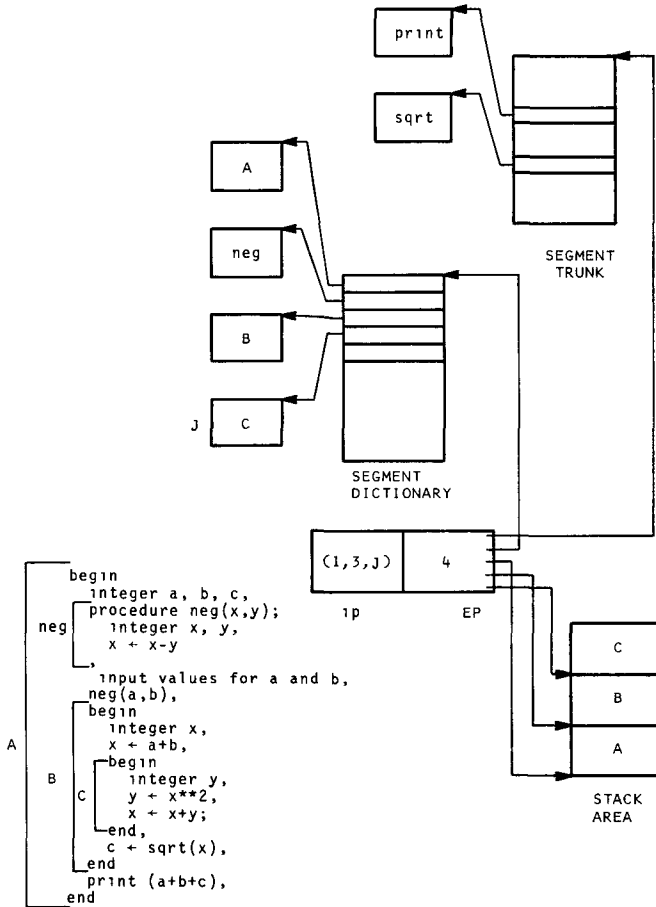 print
sqrt
SEGMENT
TRUNK
A
neg
B
J C
SEGMENT
DICTIONARY
(1,3,J) 4
ip EP
C
B
A
STACK
AREA
begin
integer a, b, c,
procedure neg(x,y);
neg
integer x, y,
x ← x-y
,
input values for a and b,
neg(a,b),
begin
integer x,
x ← a+b,
A
B
C
begin
integer y,
y ← x**2,
x ← x+y;
end,
c ← sqrt(x),
end
print (a+b+c),
end